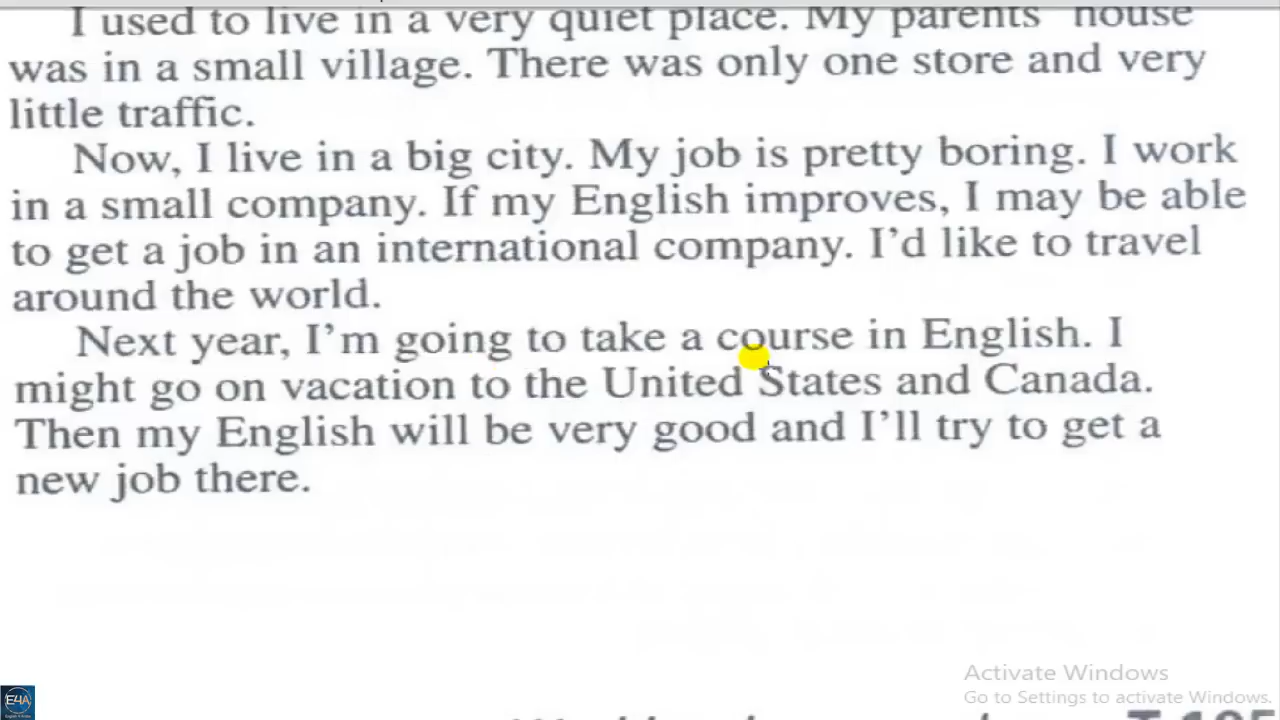 I used to live in a very quiet place. My parents' house
was in a small village. There was only one store and very
little traffic.
Now, I live in a big city. My job is pretty boring. I work
in a small company. If my English improves, I may be able
to get a job in an international company. I'd like to travel
around the world.
Next year, I'm going to take a course in English. I
might go on vacation to the United States and Canada.
Then my English will be very good and I'll try to get a
new job there.
Activate Windows
Go to Settings to activate Windows.
E4A